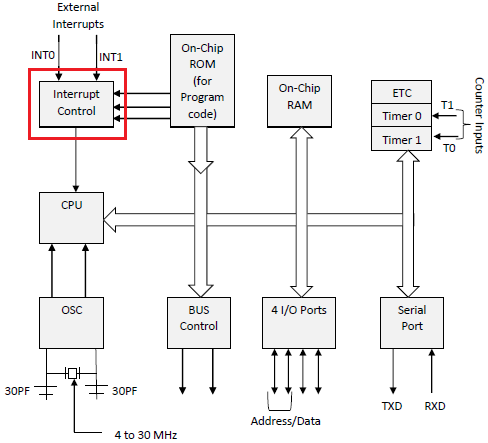 External
Interrupts
INT0
INT1
Interrupt
Control
On-Chip
ROM
(for
Program
code)
On-Chip
RAM
ETC
Timer 0
Timer 1
T1
T0
Counter Inputs
CPU
OSC
BUS
Control
4 I/O Ports
Serial
Port
30PF
30PF
4 to 30 MHz
Address/Data
TXD
RXD